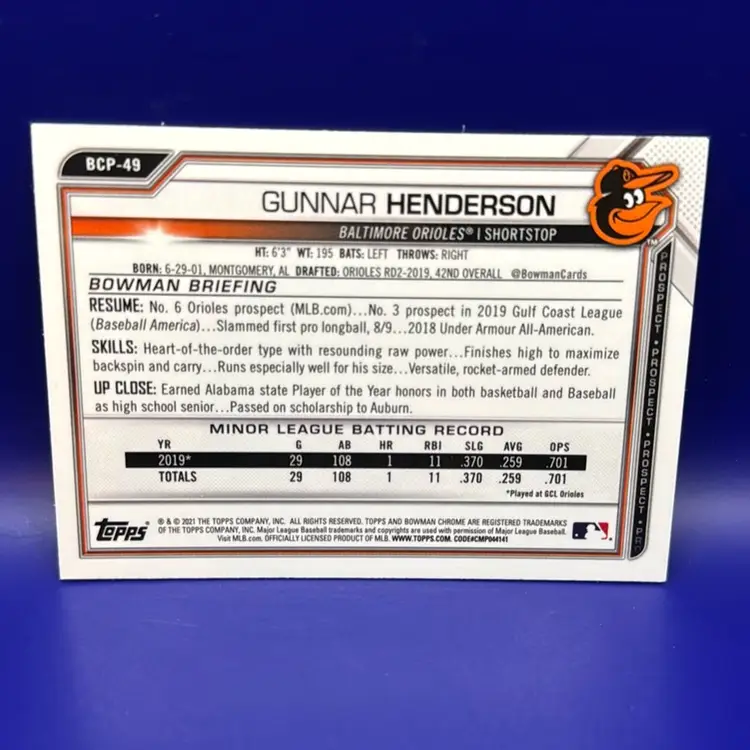 BCP-49
GUNNAR HENDERSON
BALTIMORE ORIOLES® | SHORTSTOP
HT: 6'3" WT: 195 BATS: LEFT THROWS: RIGHT
BORN: 6-29-01, MONTGOMERY, AL DRAFTED: ORIOLES RD2-2019, 42ND OVERALL @BowmanCards
BOWMAN BRIEFING
RESUME: No. 6 Orioles prospect (MLB.com)...No. 3 prospect in 2019 Gulf Coast League
(Baseball America)...Slammed first pro longball, 8/9...2018 Under Armour All-American.
SKILLS: Heart-of-the-order type with resounding raw power...Finishes high to maximize
backspin and carry...Runs especially well for his size...Versatile, rocket-armed defender.
UP CLOSE: Earned Alabama state Player of the Year honors in both basketball and Baseball
as high school senior...Passed on scholarship to Auburn.
MINOR LEAGUE BATTING RECORD
YR G AB HR RBI SLG AVG OPS
2019* 29 108 1 11 .370 .259 .701
TOTALS 29 108 1 11 .370 .259 .701
*Played at GCL Orioles
TOPPS®
® & © 2021 THE TOPPS COMPANY, INC. ALL RIGHTS RESERVED. TOPPS AND BOWMAN CHROME ARE REGISTERED TRADEMARKS
OF THE TOPPS COMPANY, INC. Major League Baseball trademarks and copyrights are used with permission of Major League Baseball.
Visit MLB.com. OFFICIALLY LICENSED PRODUCT OF MLB. WWW.TOPPS.COM. CODE#CMP044141
TM
PROSPECT • PROSPECT • PROSPECT • PR